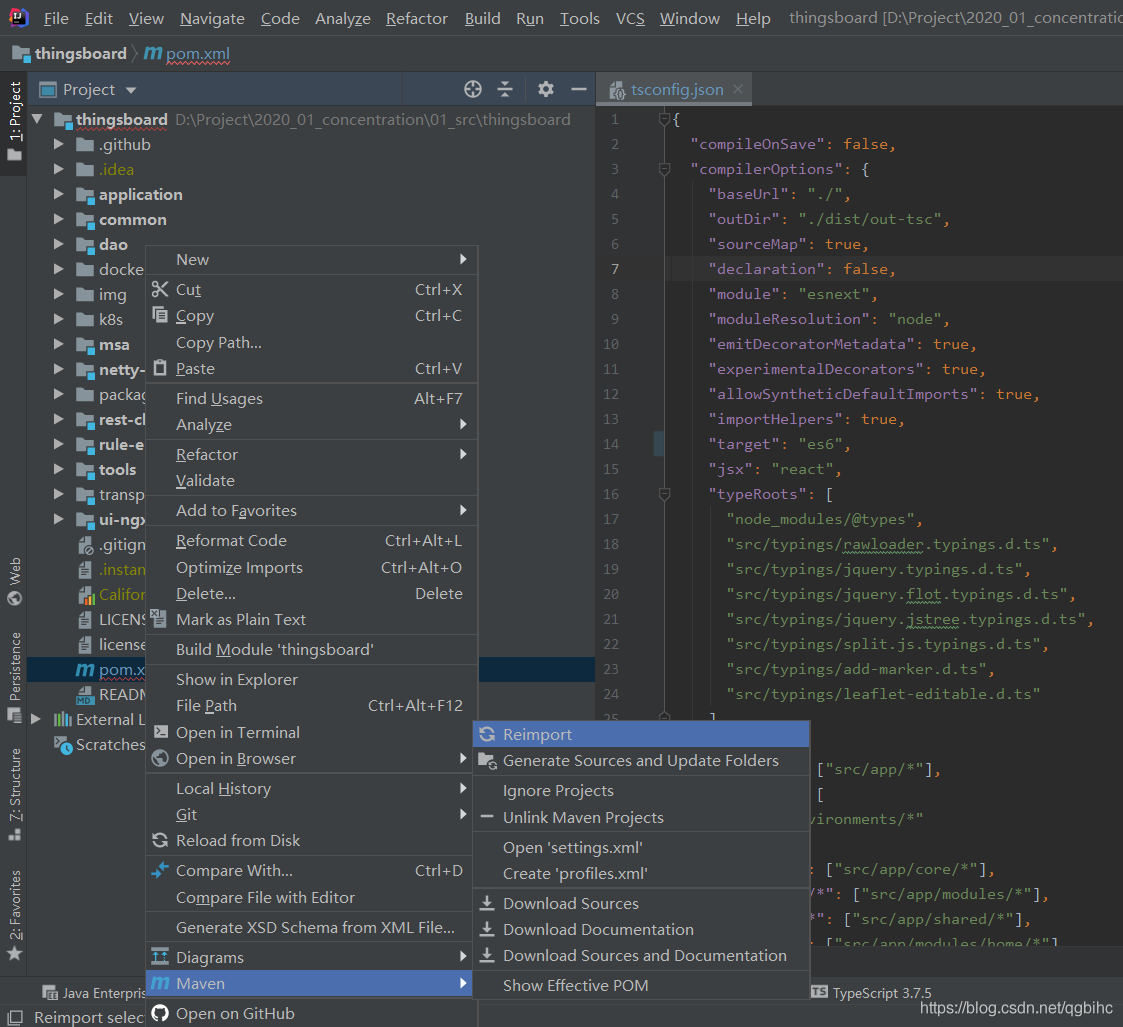 File Edit View Navigate Code Analyze Refactor Build Run Tools VCS Window Help thingsboard [D:\Project\2020_01_concentratio
thingsboard pom.xml
Project
tsconfig.json
1: Project
thingsboard D:\Project\2020_01_concentration\01_src\thingsboard
.github
.idea
application
common
dao
docke
img
k8s
msa
netty-
packag
rest-cl
rule-e
tools
transp
ui-ngx
.gitign
.instan
Califor
LICENS
license
pom.x
READM
External L
Scratches
Web
Persistence
7: Structure
2: Favorites
New
Cut Ctrl+X
Copy Ctrl+C
Copy Path...
Paste Ctrl+V
Find Usages Alt+F7
Analyze
Refactor
Validate
Add to Favorites
Reformat Code Ctrl+Alt+L
Optimize Imports Ctrl+Alt+O
Delete... Delete
Mark as Plain Text
Build Module 'thingsboard'
Show in Explorer
File Path Ctrl+Alt+F12
Open in Terminal
Open in Browser
Local History
Git
Reload from Disk
Compare With... Ctrl+D
Compare File with Editor
Generate XSD Schema from XML File...
Diagrams
Maven
Open on GitHub
Reimport
Generate Sources and Update Folders
Ignore Projects
Unlink Maven Projects
Open 'settings.xml'
Create 'profiles.xml'
Download Sources
Download Documentation
Download Sources and Documentation
Show Effective POM
1 {
2 "compileOnSave": false,
3 "compilerOptions": {
4 "baseUrl": "./",
5 "outDir": "./dist/out-tsc",
6 "sourceMap": true,
7 "declaration": false,
8 "module": "esnext",
9 "moduleResolution": "node",
10 "emitDecoratorMetadata": true,
11 "experimentalDecorators": true,
12 "allowSyntheticDefaultImports": true,
13 "importHelpers": true,
14 "target": "es6",
15 "jsx": "react",
16 "typeRoots": [
17 "node_modules/@types",
18 "src/typings/rawloader.typings.d.ts",
19 "src/typings/jquery.typings.d.ts",
20 "src/typings/jquery.flot.typings.d.ts",
21 "src/typings/jquery.jstree.typings.d.ts",
22 "src/typings/split.js.typings.d.ts",
23 "src/typings/add-marker.d.ts",
24 "src/typings/leaflet-editable.d.ts"
25 ]
["src/app/*"],
[
vironments/*"
: ["src/app/core/*"],
/*": ["src/app/modules/*"],
*": ["src/app/shared/*"],
: ["src/app/modules/home/*"]
Java Enterpris
TypeScript 3.7.5
Reimport selec
https://blog.csdn.net/qgbihc